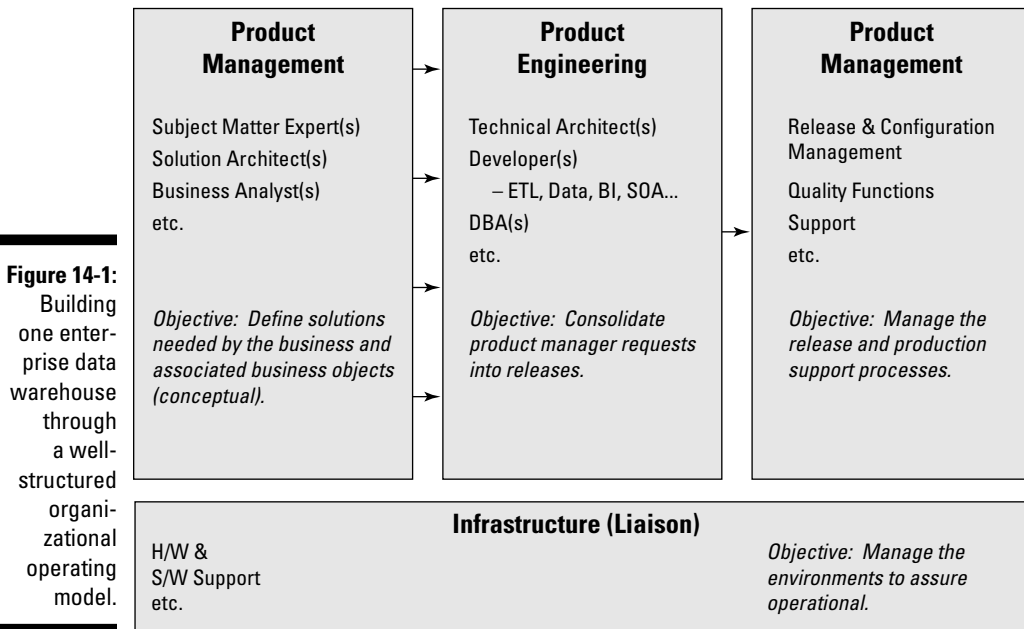 Product
Management
Subject Matter Expert(s)
Solution Architect(s)
Business Analyst(s)
etc.
Objective: Define solutions
needed by the business and
associated business objects
(conceptual).
Product
Engineering
Technical Architect(s)
Developer(s)
– ETL, Data, BI, SOA...
DBA(s)
etc.
Objective: Consolidate
product manager requests
into releases.
Product
Management
Release & Configuration
Management
Quality Functions
Support
etc.
Objective: Manage the
release and production
support processes.
Infrastructure (Liaison)
H/W &
S/W Support
etc.
Objective: Manage the
environments to assure
operational.
Figure 14-1:
Building
one enter-
prise data
warehouse
through
a well-
structured
organi-
zational
operating
model.